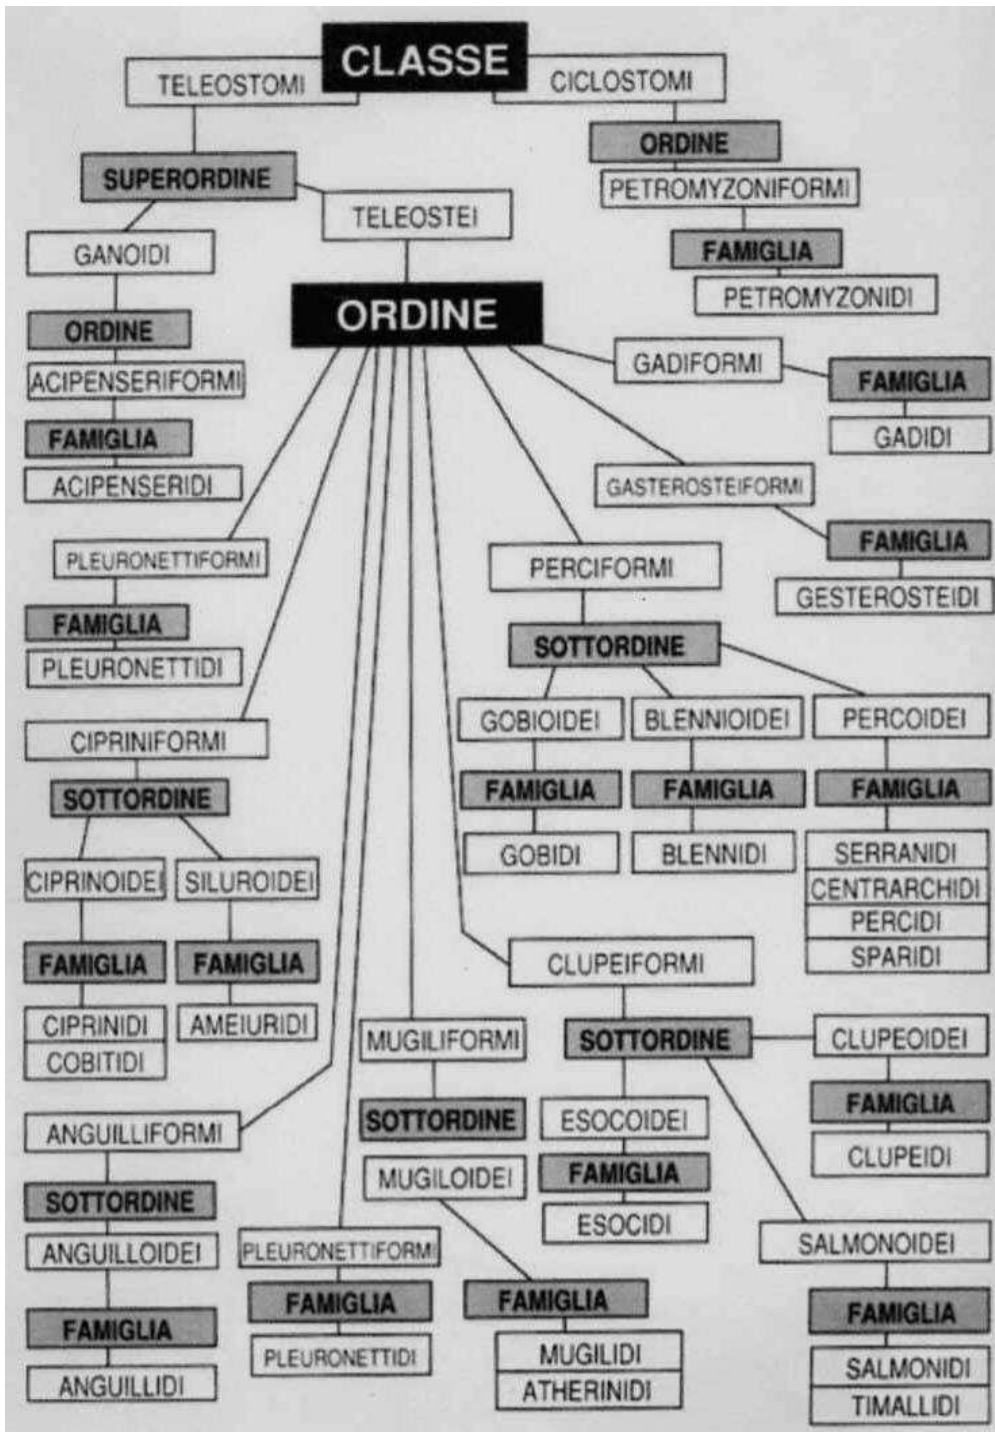 CLASSE
TELEOSTOMI
CICLOSTOMI
ORDINE
SUPERORDINE
PETROMYZONIFORMI
TELEOSTEI
GANOIDI
FAMIGLIA
PETROMYZONIDI
ORDINE
ORDINE
GADIFORMI
ACIPENSERIFORMI
FAMIGLIA
FAMIGLIA
GADIDI
ACIPENSERIDI
GASTEROSTEIFORMI
PLEURONETTIFORMI
FAMIGLIA
PERCIFORMI
GESTEROSTEIDI
FAMIGLIA
SOTTORDINE
PLEURONETTIDI
GOBIOIDEI
BLENNIOIDEI
PERCOIDEI
CIPRINIFORMI
SOTTORDINE
FAMIGLIA
FAMIGLIA
FAMIGLIA
GOBIDI
BLENNIDI
SERRANIDI
CENTRARCHIDI
PERCIDI
SPARIDI
CIPRINOIDEI
SILUROIDEI
FAMIGLIA
FAMIGLIA
CLUPEIFORMI
CIPRINIDI
COBITIDI
AMEIURIDI
MUGILIFORMI
SOTTORDINE
CLUPEOIDEI
FAMIGLIA
CLUPEIDI
ANGUILLIFORMI
SOTTORDINE
ESOCOIDEI
MUGILOIDEI
FAMIGLIA
ESOCIDI
SOTTORDINE
ANGUILLOIDEI
PLEURONETTIFORMI
SALMONOIDEI
FAMIGLIA
FAMIGLIA
FAMIGLIA
FAMIGLIA
ANGUILLIDI
PLEURONETTIDI
MUGILIDI
ATHERINIDI
SALMONIDI
TIMALLIDI